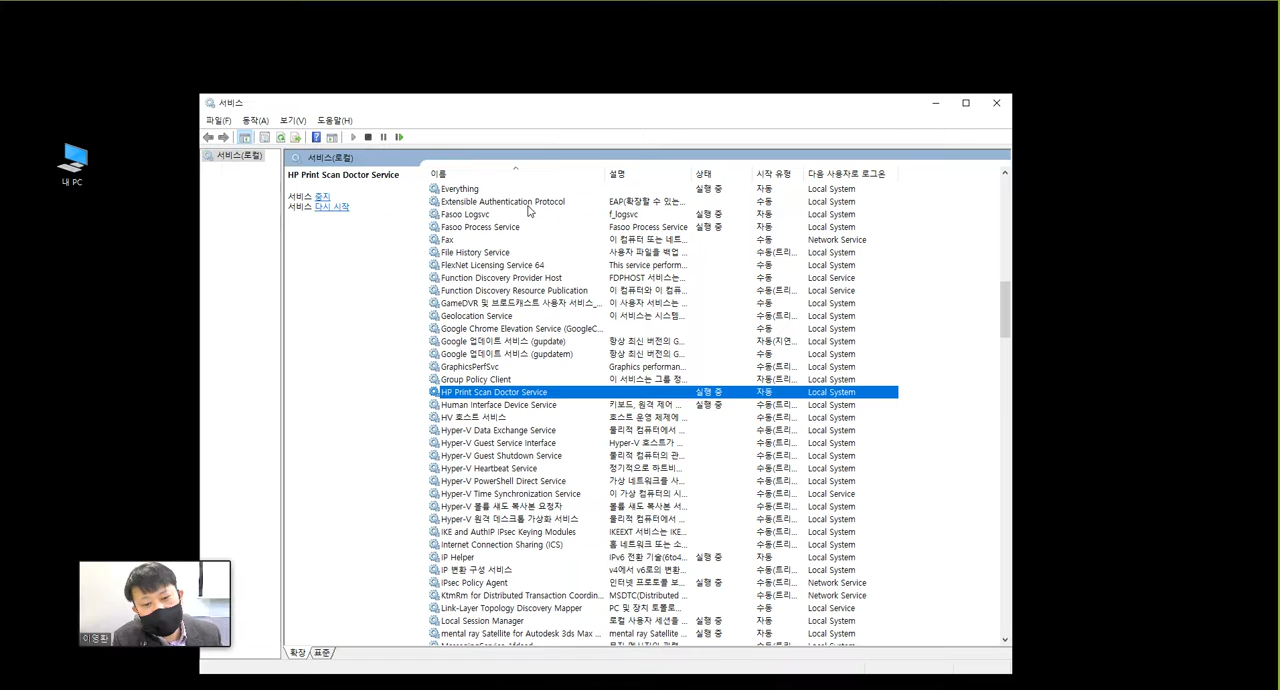 내 PC
서비스
파일(F) 동작(A) 보기(V) 도움말(H)
서비스(로컬)
서비스(로컬)
HP Print Scan Doctor Service
서비스 중지
서비스 다시 시작
이름 설명 상태 시작 유형 다음 사용자로 로그온
Everything 실행 중 자동 Local System
Extensible Authentication Protocol EAP(확장할 수 있는... 수동 Local System
Fasoo Logsvc f_logsvc 실행 중 자동 Local System
Fasoo Process Service Fasoo Process Service 실행 중 자동 Local System
Fax 이 컴퓨터 또는 네트... 수동 Network Service
File History Service 사용자 파일을 백업 ... 수동(트리... Local System
FlexNet Licensing Service 64 This service perform... 수동 Local System
Function Discovery Provider Host FDPHOST 서비스는... 수동 Local Service
Function Discovery Resource Publication 이 컴퓨터와 이 컴퓨... 수동(트리... Local Service
GameDVR 및 브로드캐스트 사용자 서비스_... 이 사용자 서비스는 ... 수동 Local System
Geolocation Service 이 서비스는 시스템... 수동(트리... Local System
Google Chrome Elevation Service (GoogleC... 수동 Local System
Google 업데이트 서비스 (gupdate) 항상 최신 버전의 G... 자동(지연... Local System
Google 업데이트 서비스 (gupdatem) 항상 최신 버전의 G... 수동 Local System
GraphicsPerfSvc Graphics performan... 수동(트리... Local System
Group Policy Client 이 서비스는 그룹 정... 자동(트리... Local System
HP Print Scan Doctor Service 실행 중 자동 Local System
Human Interface Device Service 키보드, 원격 제어 ... 실행 중 수동(트리... Local System
HV 호스트 서비스 호스트 운영 체제에 ... 수동(트리... Local System
Hyper-V Data Exchange Service 물리적 컴퓨터에서 ... 수동(트리... Local System
Hyper-V Guest Service Interface Hyper-V 호스트가 ... 수동(트리... Local System
Hyper-V Guest Shutdown Service 물리적 컴퓨터의 관... 수동(트리... Local System
Hyper-V Heartbeat Service 정기적으로 하트비... 수동(트리... Local System
Hyper-V PowerShell Direct Service 가상 네트워크를 사... 수동(트리... Local System
Hyper-V Time Synchronization Service 이 가상 컴퓨터의 시... 수동(트리... Local Service
Hyper-V 볼륨 섀도 복사본 요청자 볼륨 섀도 복사본 서... 수동(트리... Local System
Hyper-V 원격 데스크톱 가상화 서비스 물리적 컴퓨터에서 ... 수동(트리... Local System
IKE and AuthIP IPsec Keying Modules IKEEXT 서비스는 IKE... 수동(트리... Local System
Internet Connection Sharing (ICS) 홈 네트워크 또는 소... 수동(트리... Local System
IP Helper IPv6 전환 기술(6to4... 실행 중 자동 Local System
IP 변환 구성 서비스 v4에서 v6로의 변환... 수동(트리... Local System
IPsec Policy Agent 인터넷 프로토콜 보... 실행 중 수동(트리... Network Service
KtmRm for Distributed Transaction Coordin... MSDTC(Distributed ... 수동(트리... Network Service
Link-Layer Topology Discovery Mapper PC 및 장치 토폴로... 수동 Local Service
Local Session Manager 로컬 사용자 세션을 ... 실행 중 자동 Local System
mental ray Satellite for Autodesk 3ds Max ... mental ray Satellite ... 실행 중 자동 Local System
이영환
확장 표준